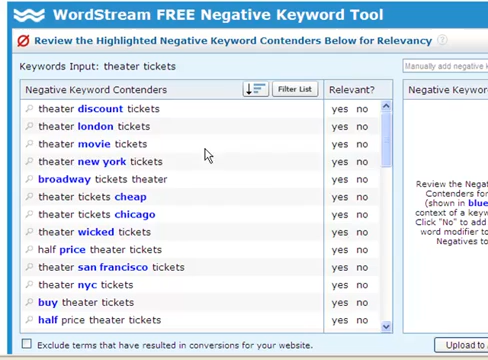 WordStream FREE Negative Keyword Tool
Review the Highlighted Negative Keyword Contenders Below for Relevancy ?
Keywords Input: theater tickets
Manually add negative k
Negative Keyword Contenders
Filter List
Relevant?
Negative Keywor
theater discount tickets yes no
theater london tickets yes no
theater movie tickets yes no
theater new york tickets yes no
broadway tickets theater yes no
theater tickets cheap yes no
theater tickets chicago yes no
theater wicked tickets yes no
half price theater tickets yes no
theater san francisco tickets yes no
theater nyc tickets yes no
buy theater tickets yes no
half price theater tickets yes no
Review the Negat
Contenders for
(shown in blue
context of a keyw
Click "No" to add
word modifier to
Negatives to
Exclude terms that have resulted in conversions for your website.
Upload to